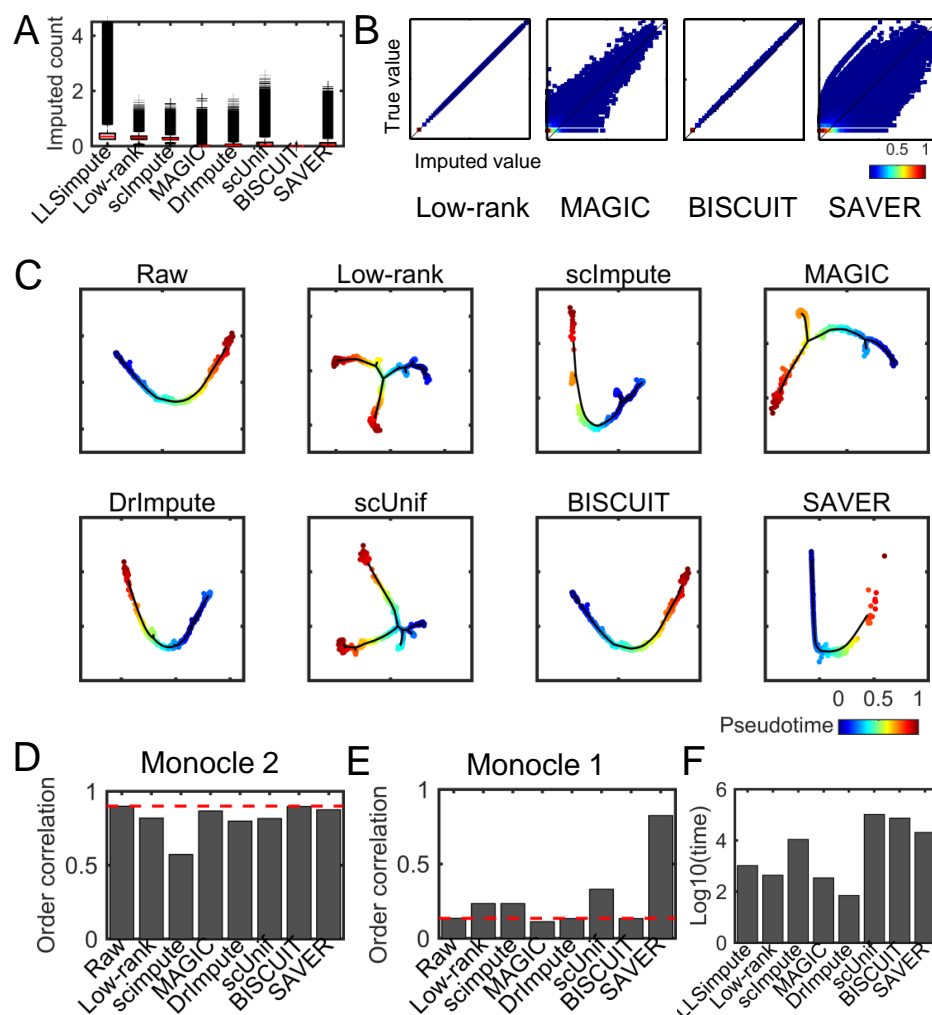 A
Imputed count
4
2
0
LLSimpute
Low-rank
scImpute
MAGIC
DrImpute
scUnif
BISCUIT
SAVER
B
True value
Imputed value
0.5 1
Low-rank MAGIC BISCUIT SAVER
C
Raw Low-rank scImpute MAGIC
DrImpute scUnif BISCUIT SAVER
0 0.5 1
Pseudotime
D
Monocle 2
Order correlation
1
0.5
0
Raw
Low-rank
scImpute
MAGIC
DrImpute
scUnif
BISCUIT
SAVER
E
Monocle 1
Order correlation
1
0.5
0
Raw
Low-rank
scImpute
MAGIC
DrImpute
scUnif
BISCUIT
SAVER
F
Log10(time)
6
4
2
0
LLSimpute
Low-rank
scImpute
MAGIC
DrImpute
scUnif
BISCUIT
SAVER